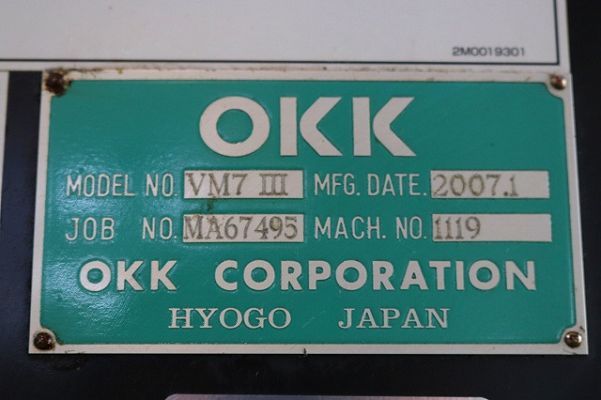 2M0019301
OKK
MODEL NO. VM7 III MFG. DATE. 2007.1
JOB NO. MA67495 MACH. NO. 1119
OKK CORPORATION
HYOGO JAPAN